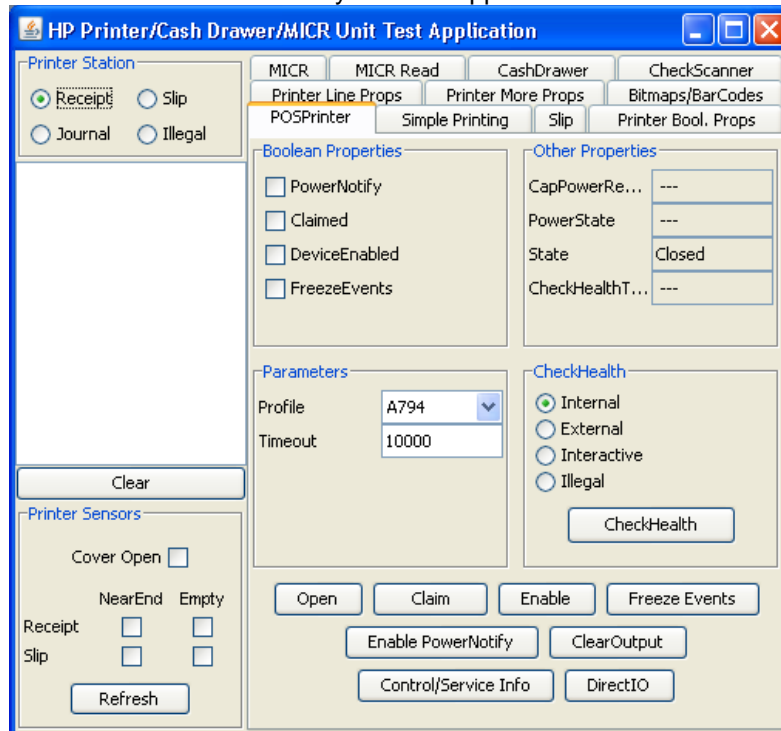 HP Printer/Cash Drawer/MICR Unit Test Application
Printer Station
Receipt Slip
Journal Illegal
MICR MICR Read CashDrawer CheckScanner
Printer Line Props Printer More Props Bitmaps/BarCodes
POSPrinter Simple Printing Slip Printer Bool. Props
Boolean Properties
PowerNotify
Claimed
DeviceEnabled
FreezeEvents
Other Properties
CapPowerRe... ---
PowerState ---
State Closed
CheckHealthT... ---
Parameters
Profile A794
Timeout 10000
CheckHealth
Internal
External
Interactive
Illegal
CheckHealth
Clear
Printer Sensors
Cover Open
NearEnd Empty
Receipt
Slip
Refresh
Open Claim Enable Freeze Events
Enable PowerNotify ClearOutput
Control/Service Info DirectIO